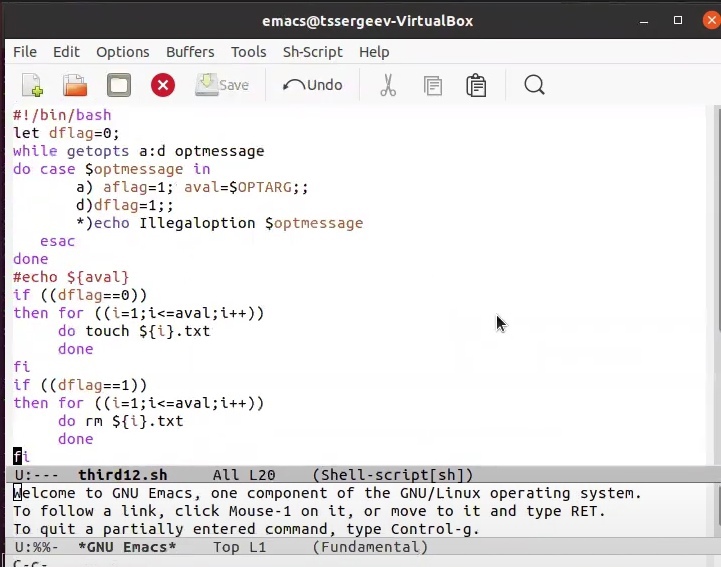 emacs@tssergeev-VirtualBox
File Edit Options Buffers Tools Sh-Script Help
Save Undo
#!/bin/bash
let dflag=0;
while getopts a:d optmessage
do case $optmessage in
a) aflag=1; aval=$OPTARG;;
d)dflag=1;;
*)echo Illegaloption $optmessage
esac
done
#echo ${aval}
if ((dflag==0))
then for ((i=1;i<=aval;i++))
do touch ${i}.txt
done
fi
if ((dflag==1))
then for ((i=1;i<=aval;i++))
do rm ${i}.txt
done
fi
U:--- third12.sh All L20 (Shell-script[sh])
Welcome to GNU Emacs, one component of the GNU/Linux operating system.
To follow a link, click Mouse-1 on it, or move to it and type RET.
To quit a partially entered command, type Control-g.
U:%%- *GNU Emacs* Top L1 (Fundamental)
C-c-